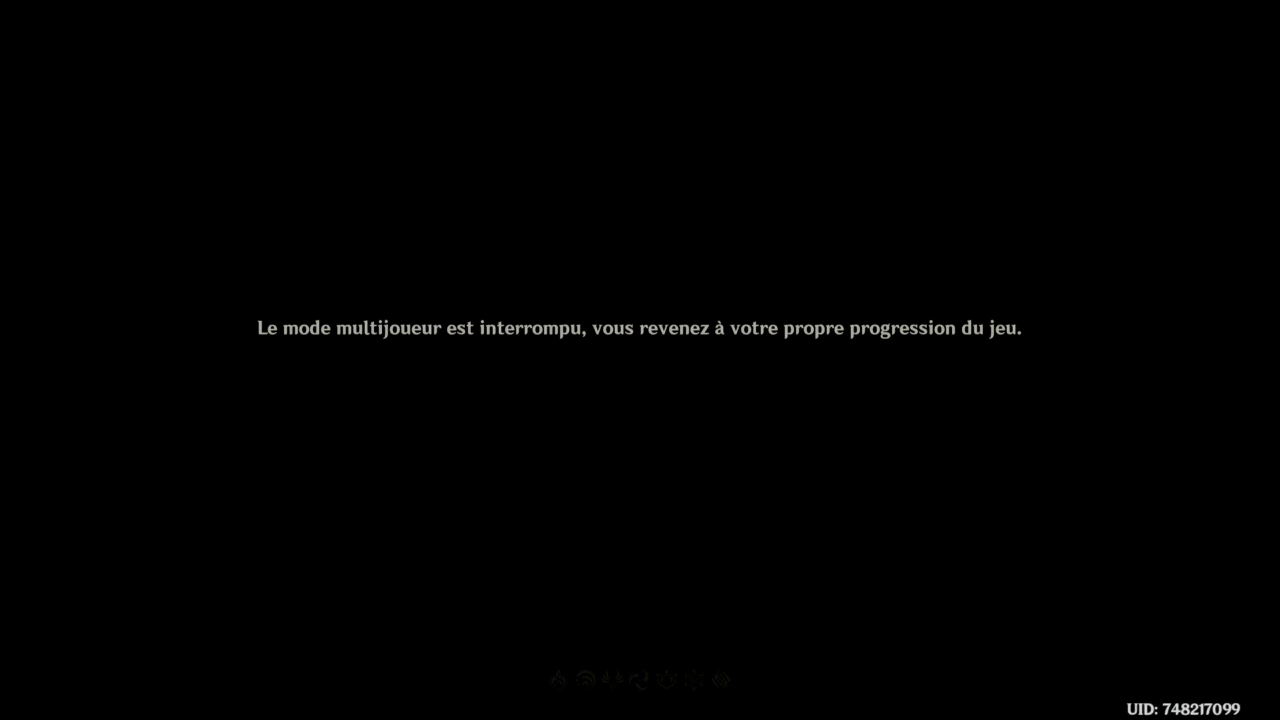 Le mode multijoueur est interrompu, vous revenez à votre propre progression du jeu.
UID: 748217099